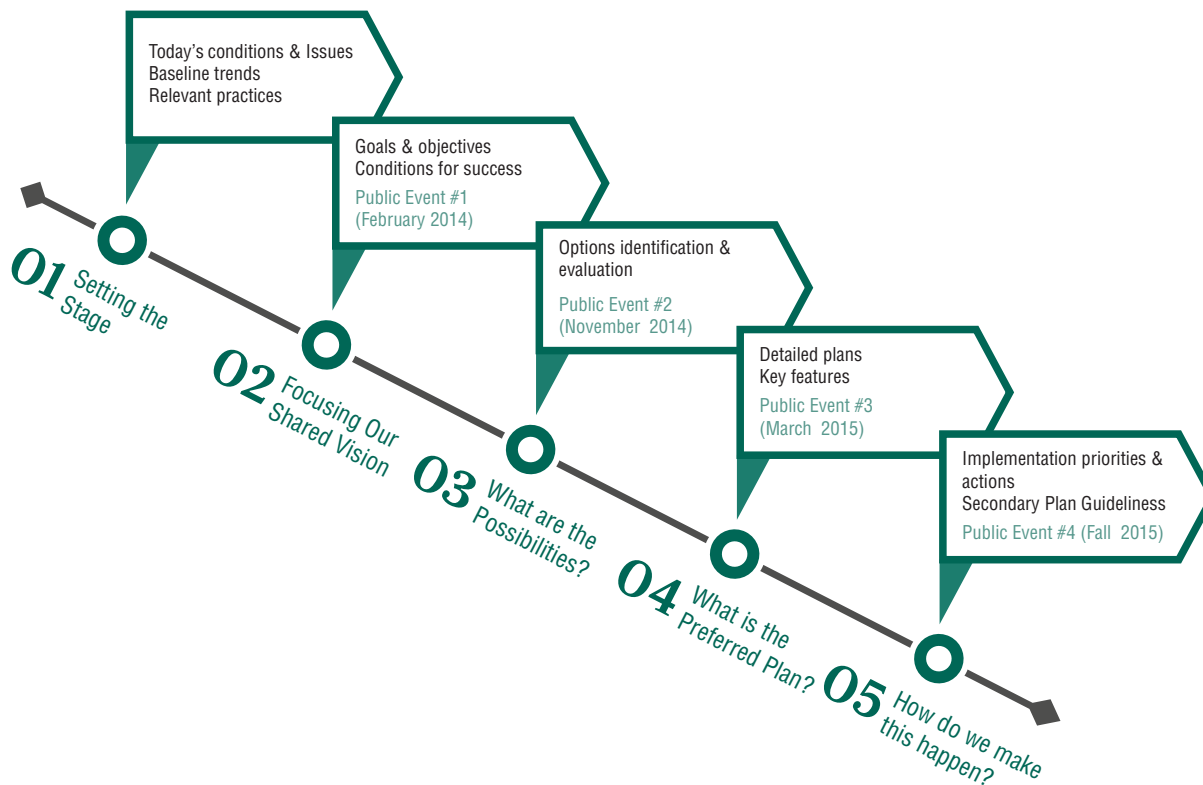 Today's conditions & Issues
Baseline trends
Relevant practices
01 Setting the
Stage
Goals & objectives
Conditions for success
Public Event #1
(February 2014)
02 Focusing Our
Shared Vision
Options identification &
evaluation
Public Event #2
(November 2014)
03 What are the
Possibilities?
Detailed plans
Key features
Public Event #3
(March 2015)
04 What is the
Preferred Plan?
Implementation priorities &
actions
Secondary Plan Guideliness
Public Event #4 (Fall 2015)
05 How do we make
this happen?